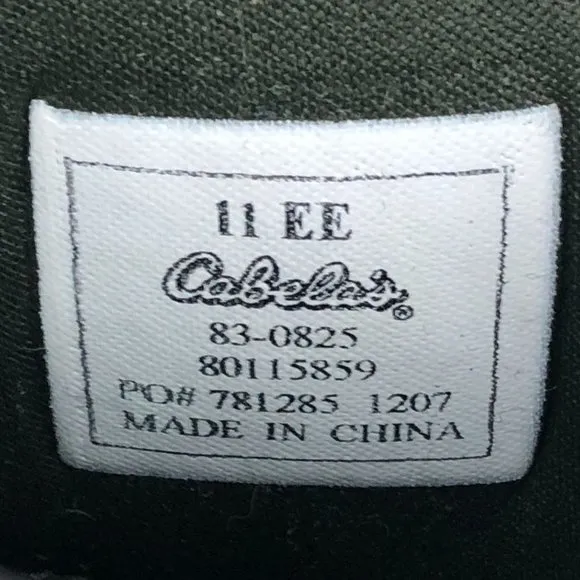 11 EE
Cabela's®
83-0825
80115859
PO# 781285 1207
MADE IN CHINA